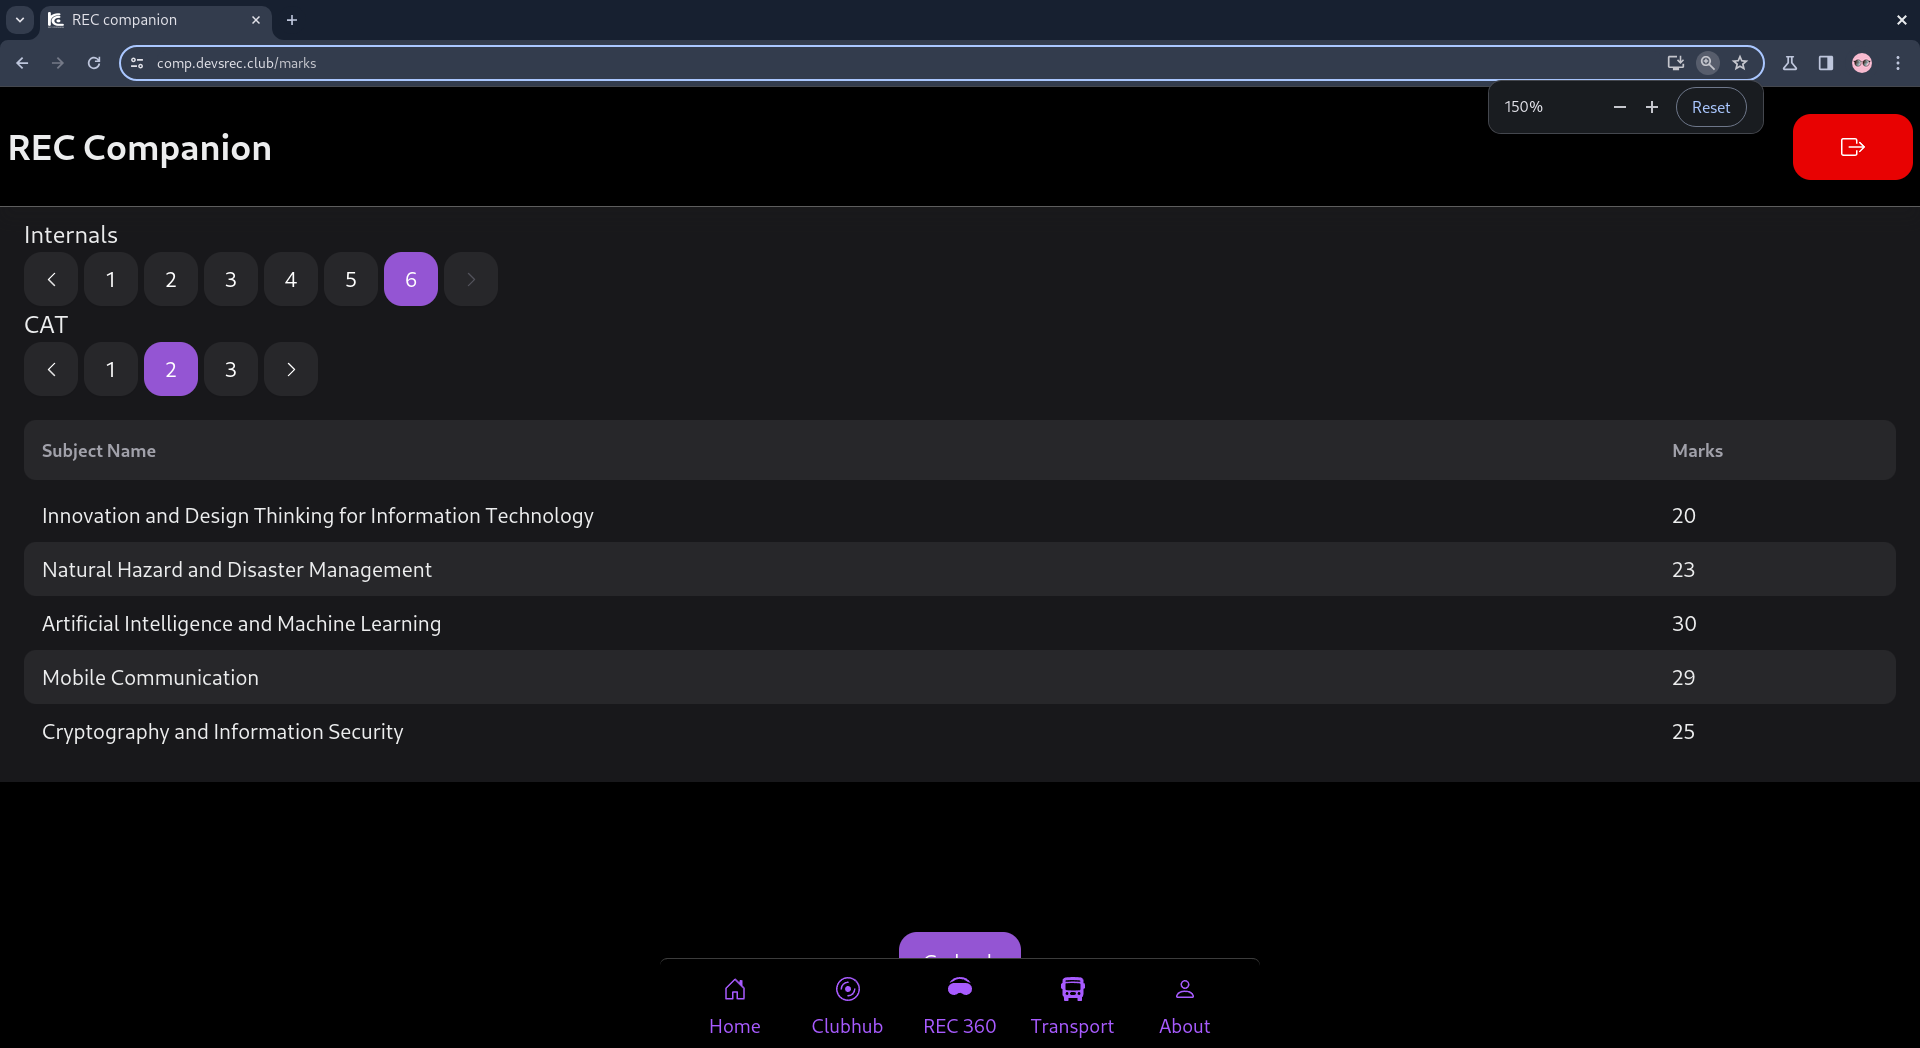 REC companion
comp.devsrec.club/marks
150%
Reset
REC Companion
Internals
1 2 3 4 5 6
CAT
1 2 3
Subject Name Marks
Innovation and Design Thinking for Information Technology 20
Natural Hazard and Disaster Management 23
Artificial Intelligence and Machine Learning 30
Mobile Communication 29
Cryptography and Information Security 25
Home Clubhub REC 360 Transport About